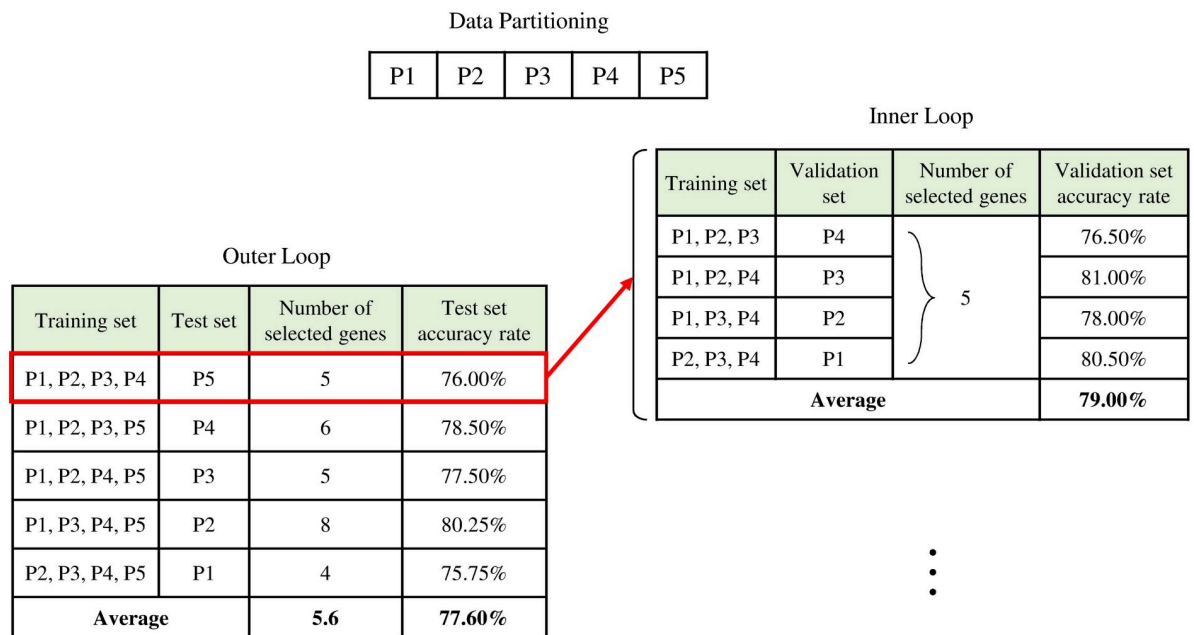 Data Partitioning
P1 P2 P3 P4 P5
Inner Loop
Training set Validation set Number of selected genes Validation set accuracy rate
P1, P2, P3 P4 76.50%
P1, P2, P4 P3 81.00%
5
P1, P3, P4 P2 78.00%
P2, P3, P4 P1 80.50%
Average 79.00%
Outer Loop
Training set Test set Number of selected genes Test set accuracy rate
P1, P2, P3, P4 P5 5 76.00%
P1, P2, P3, P5 P4 6 78.50%
P1, P2, P4, P5 P3 5 77.50%
P1, P3, P4, P5 P2 8 80.25%
P2, P3, P4, P5 P1 4 75.75%
Average 5.6 77.60%